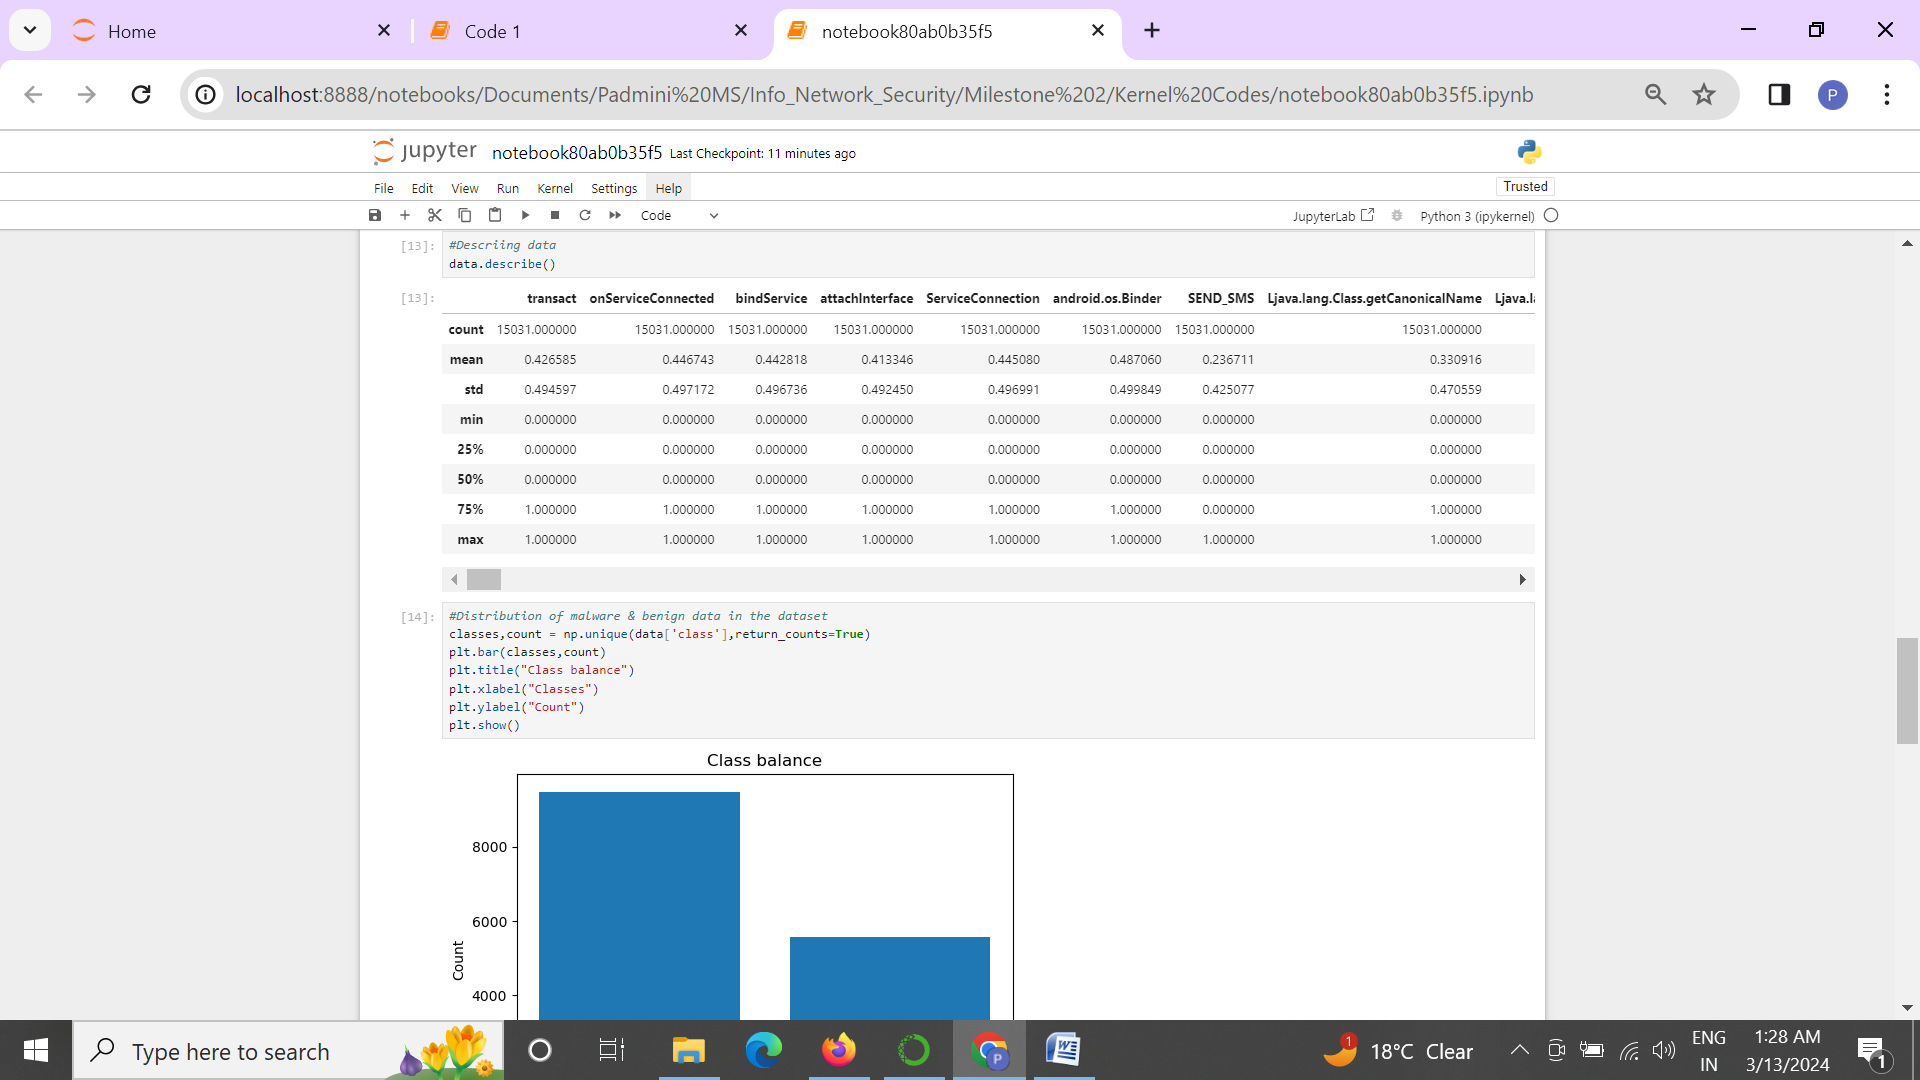 Home
Code 1
notebook80ab0b35f5
localhost:8888/notebooks/Documents/Padmini%20MS/Info_Network_Security/Milestone%202/Kernel%20Codes/notebook80ab0b35f5.ipynb
P
jupyter notebook80ab0b35f5 Last Checkpoint: 11 minutes ago
File Edit View Run Kernel Settings Help
Trusted
Code
JupyterLab
Python 3 (ipykernel)
[13]: #Descriing data
data.describe()
[13]: transact onServiceConnected bindService attachInterface ServiceConnection android.os.Binder SEND_SMS Ljava.lang.Class.getCanonicalName
count 15031.000000 15031.000000 15031.000000 15031.000000 15031.000000 15031.000000 15031.000000 15031.000000
mean 0.426585 0.446743 0.442818 0.413346 0.445080 0.487060 0.236711 0.330916
std 0.494597 0.497172 0.496736 0.492450 0.496991 0.499849 0.425077 0.470559
min 0.000000 0.000000 0.000000 0.000000 0.000000 0.000000 0.000000 0.000000
25% 0.000000 0.000000 0.000000 0.000000 0.000000 0.000000 0.000000 0.000000
50% 0.000000 0.000000 0.000000 0.000000 0.000000 0.000000 0.000000 0.000000
75% 1.000000 1.000000 1.000000 1.000000 1.000000 1.000000 0.000000 1.000000
max 1.000000 1.000000 1.000000 1.000000 1.000000 1.000000 1.000000 1.000000
[14]: #Distribution of malware & benign data in the dataset
classes,count = np.unique(data['class'],return_counts=True)
plt.bar(classes,count)
plt.title("Class balance")
plt.xlabel("Classes")
plt.ylabel("Count")
plt.show()
Class balance
8000
6000
Count
4000
Type here to search
P
1
18°C Clear
ENG
IN
1:28 AM
3/13/2024
1